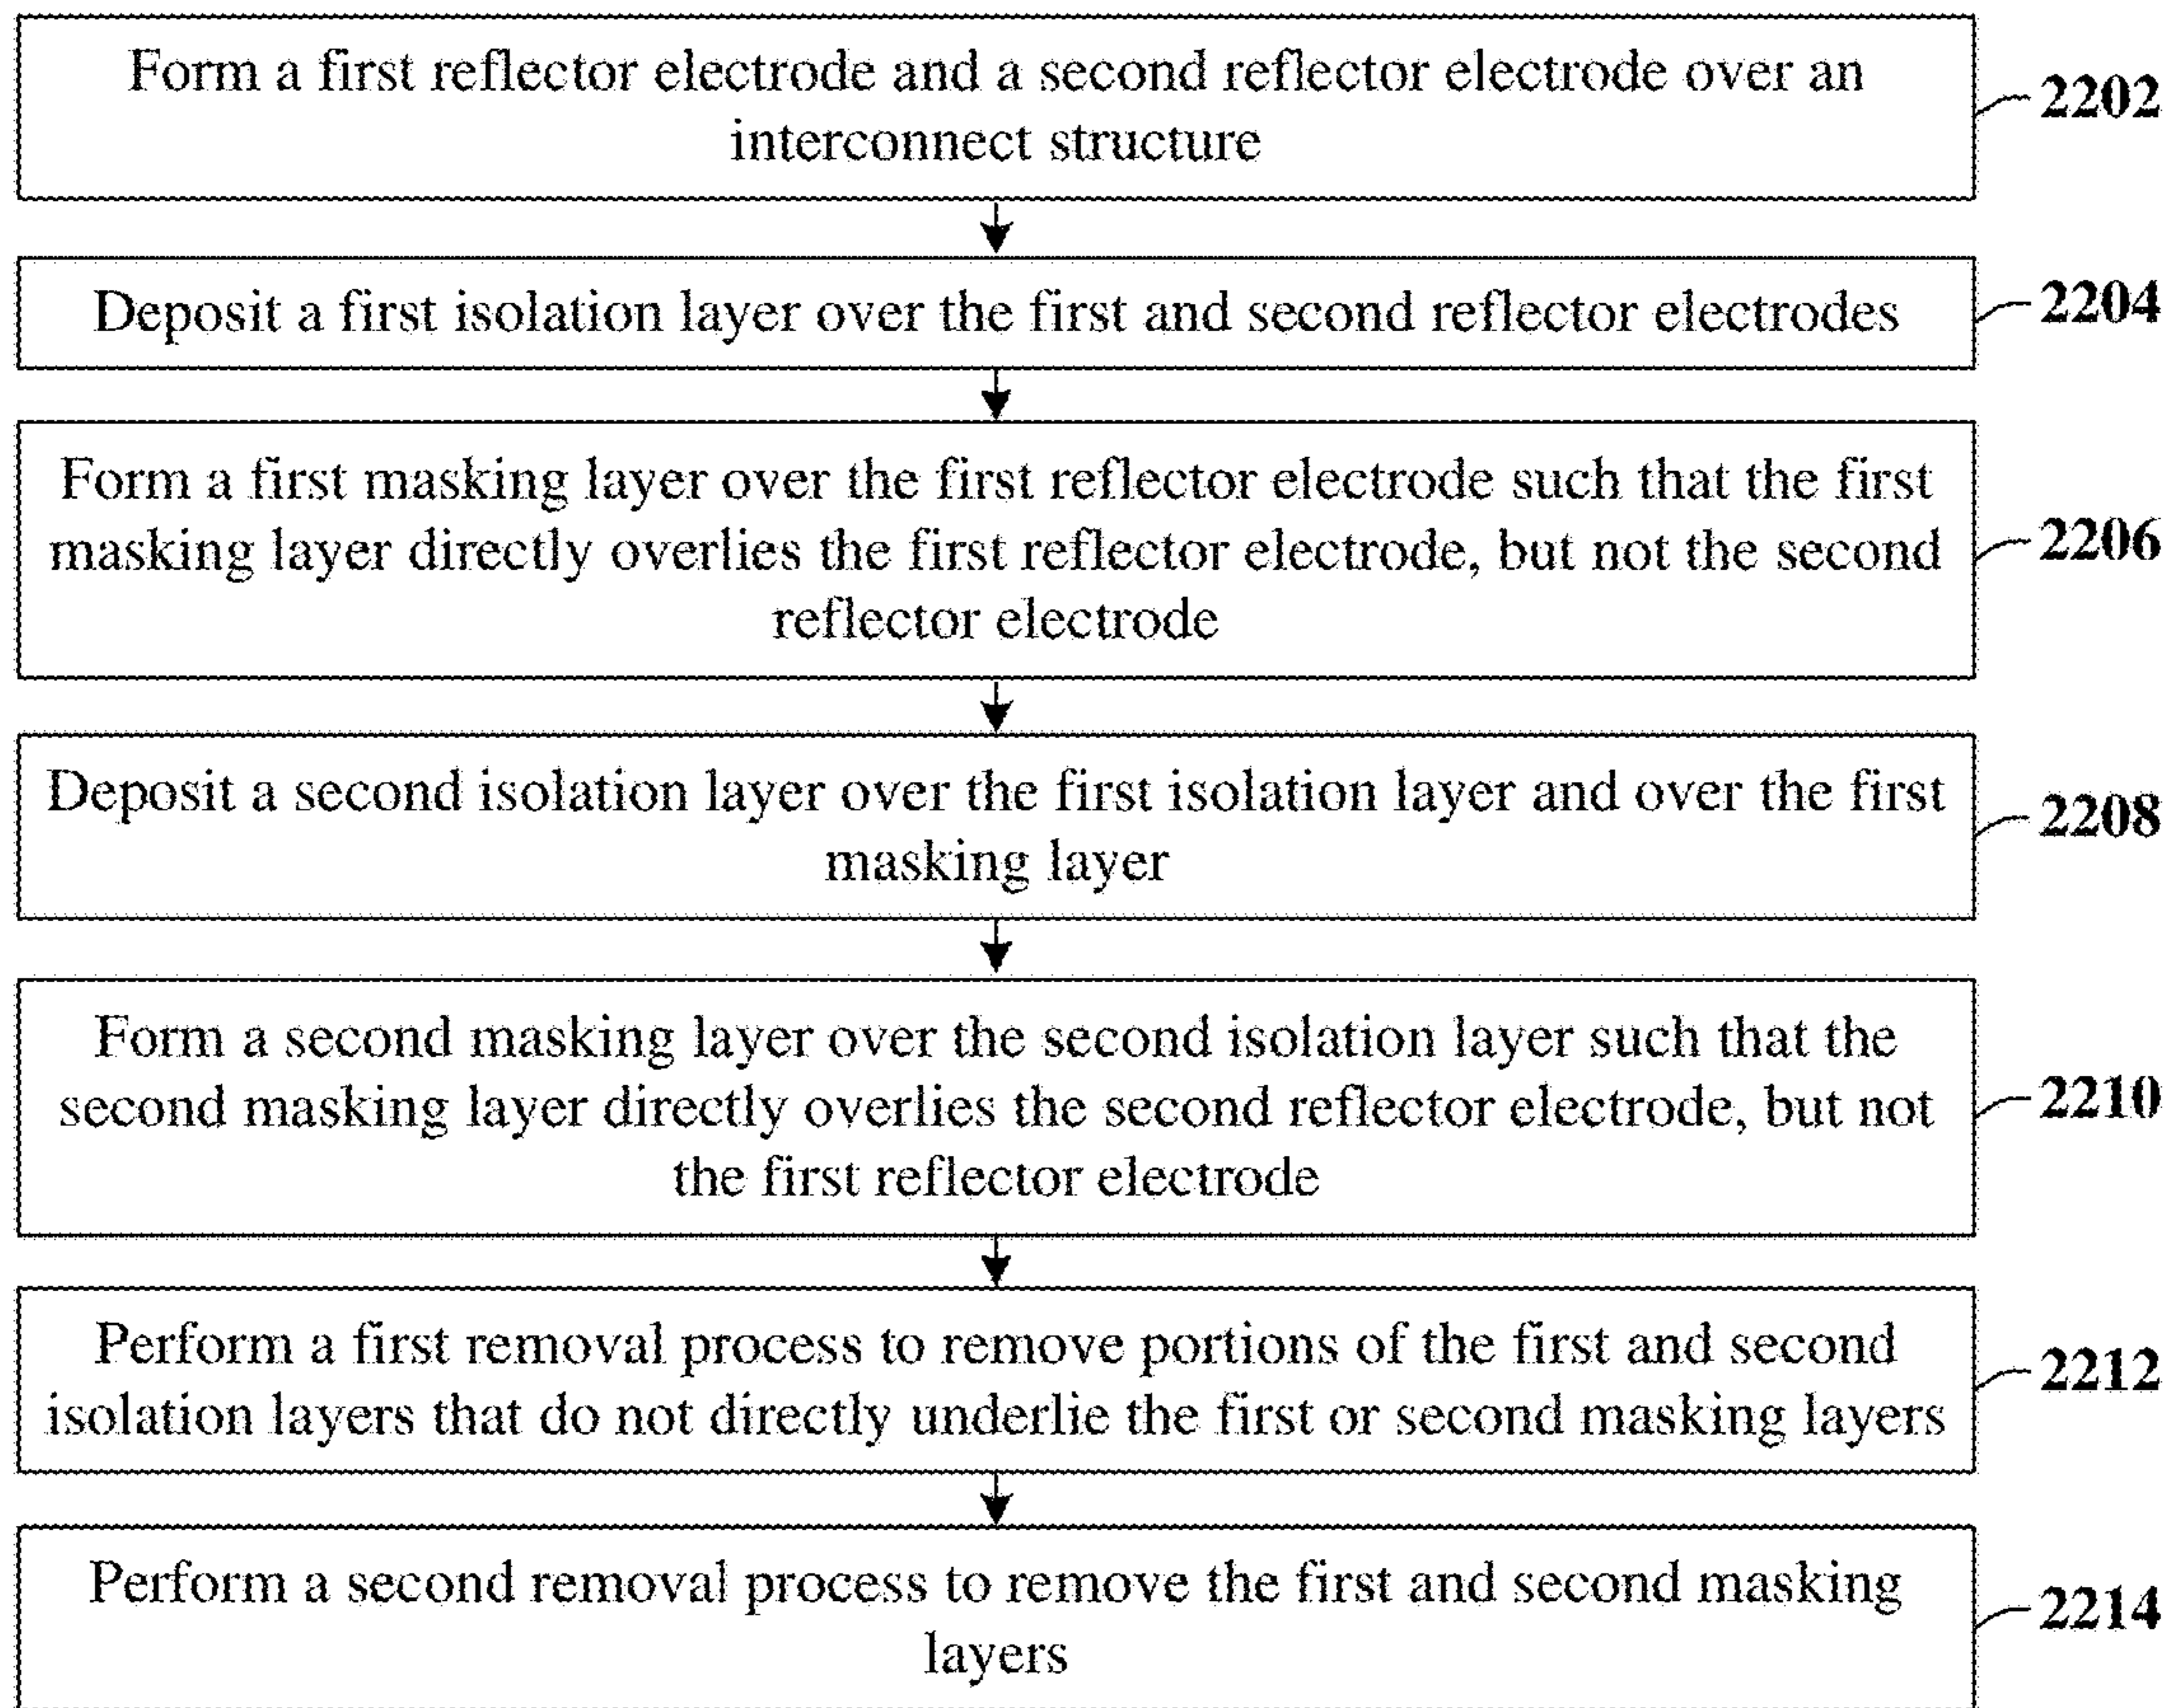 Form a first reflector electrode and a second reflector electrode over an
interconnect structure
2202
Deposit a first isolation layer over the first and second reflector electrodes
2204
Form a first masking layer over the first reflector electrode such that the first
masking layer directly overlies the first reflector electrode, but not the second
reflector electrode
2206
Deposit a second isolation layer over the first isolation layer and over the first
masking layer
2208
Form a second masking layer over the second isolation layer such that the
second masking layer directly overlies the second reflector electrode, but not
the first reflector electrode
2210
Perform a first removal process to remove portions of the first and second
isolation layers that do not directly underlie the first or second masking layers
2212
Perform a second removal process to remove the first and second masking
layers
2214